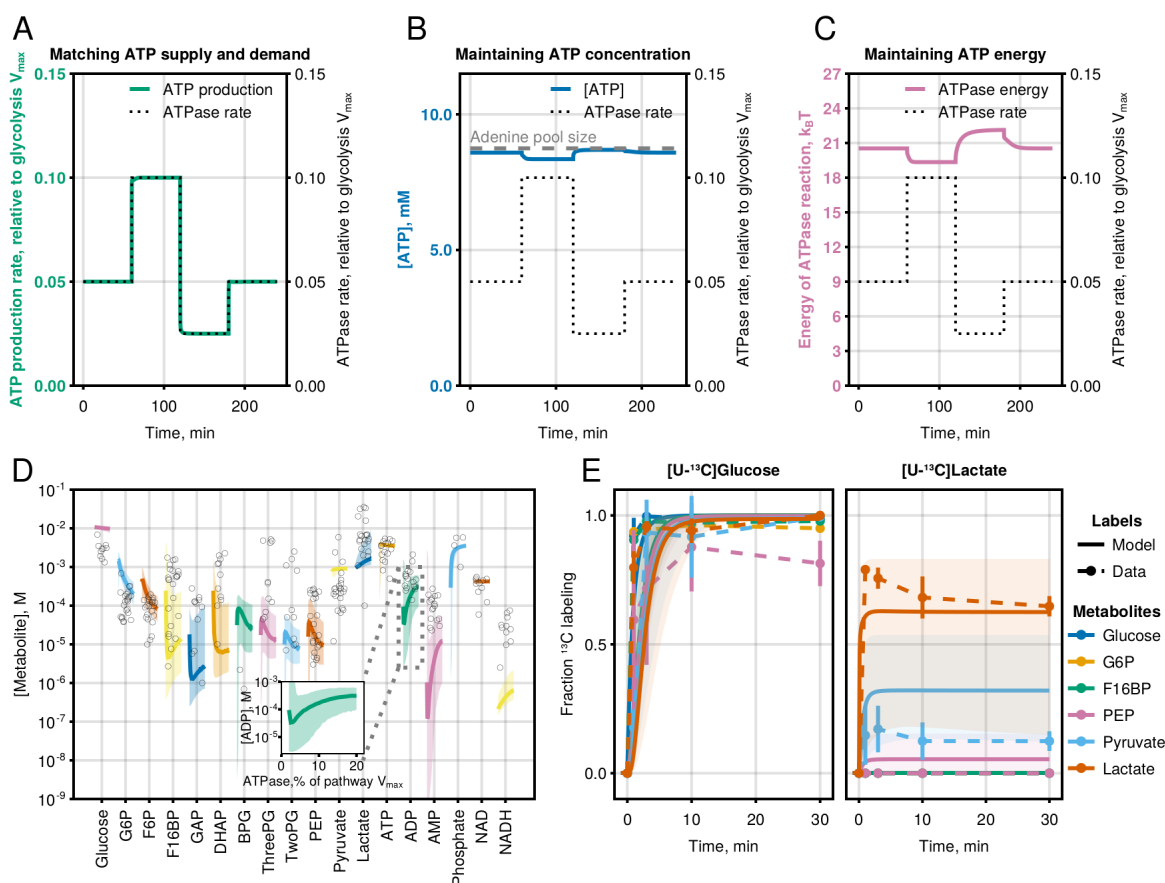 A
Matching ATP supply and demand
ATP production rate, relative to glycolysis Vmax
0.15
0.10
0.05
0.00
ATP production
ATPase rate
0.15
0.10
0.05
0.00
ATPase rate, relative to glycolysis Vmax
0 100 200
Time, min
B
Maintaining ATP concentration
[ATP], mM
10.0
5.0
0.0
[ATP]
ATPase rate
Adenine pool size
0.15
0.10
0.05
0.00
ATPase rate, relative to glycolysis Vmax
0 100 200
Time, min
C
Maintaining ATP energy
Energy of ATPase reaction, kBT
27
24
21
18
15
12
9
6
3
0
ATPase energy
ATPase rate
0.15
0.10
0.05
0.00
ATPase rate, relative to glycolysis Vmax
0 100 200
Time, min
D
[Metabolite], M
10⁻¹
10⁻²
10⁻³
10⁻⁴
10⁻⁵
10⁻⁶
10⁻⁷
10⁻⁸
10⁻⁹
[ADP], M
10⁻³
10⁻⁴
10⁻⁵
0 10 20
ATPase,% of pathway Vmax
Glucose
G6P
F6P
F16BP
GAP
DHAP
BPG
ThreePG
TwoPG
PEP
Pyruvate
Lactate
ATP
ADP
AMP
Phosphate
NAD
NADH
E
[U-¹³C]Glucose
[U-¹³C]Lactate
Fraction ¹³C labeling
1.0
0.5
0.0
0 10 20 30
Time, min
0 10 20 30
Time, min
Labels
Model
Data
Metabolites
Glucose
G6P
F16BP
PEP
Pyruvate
Lactate